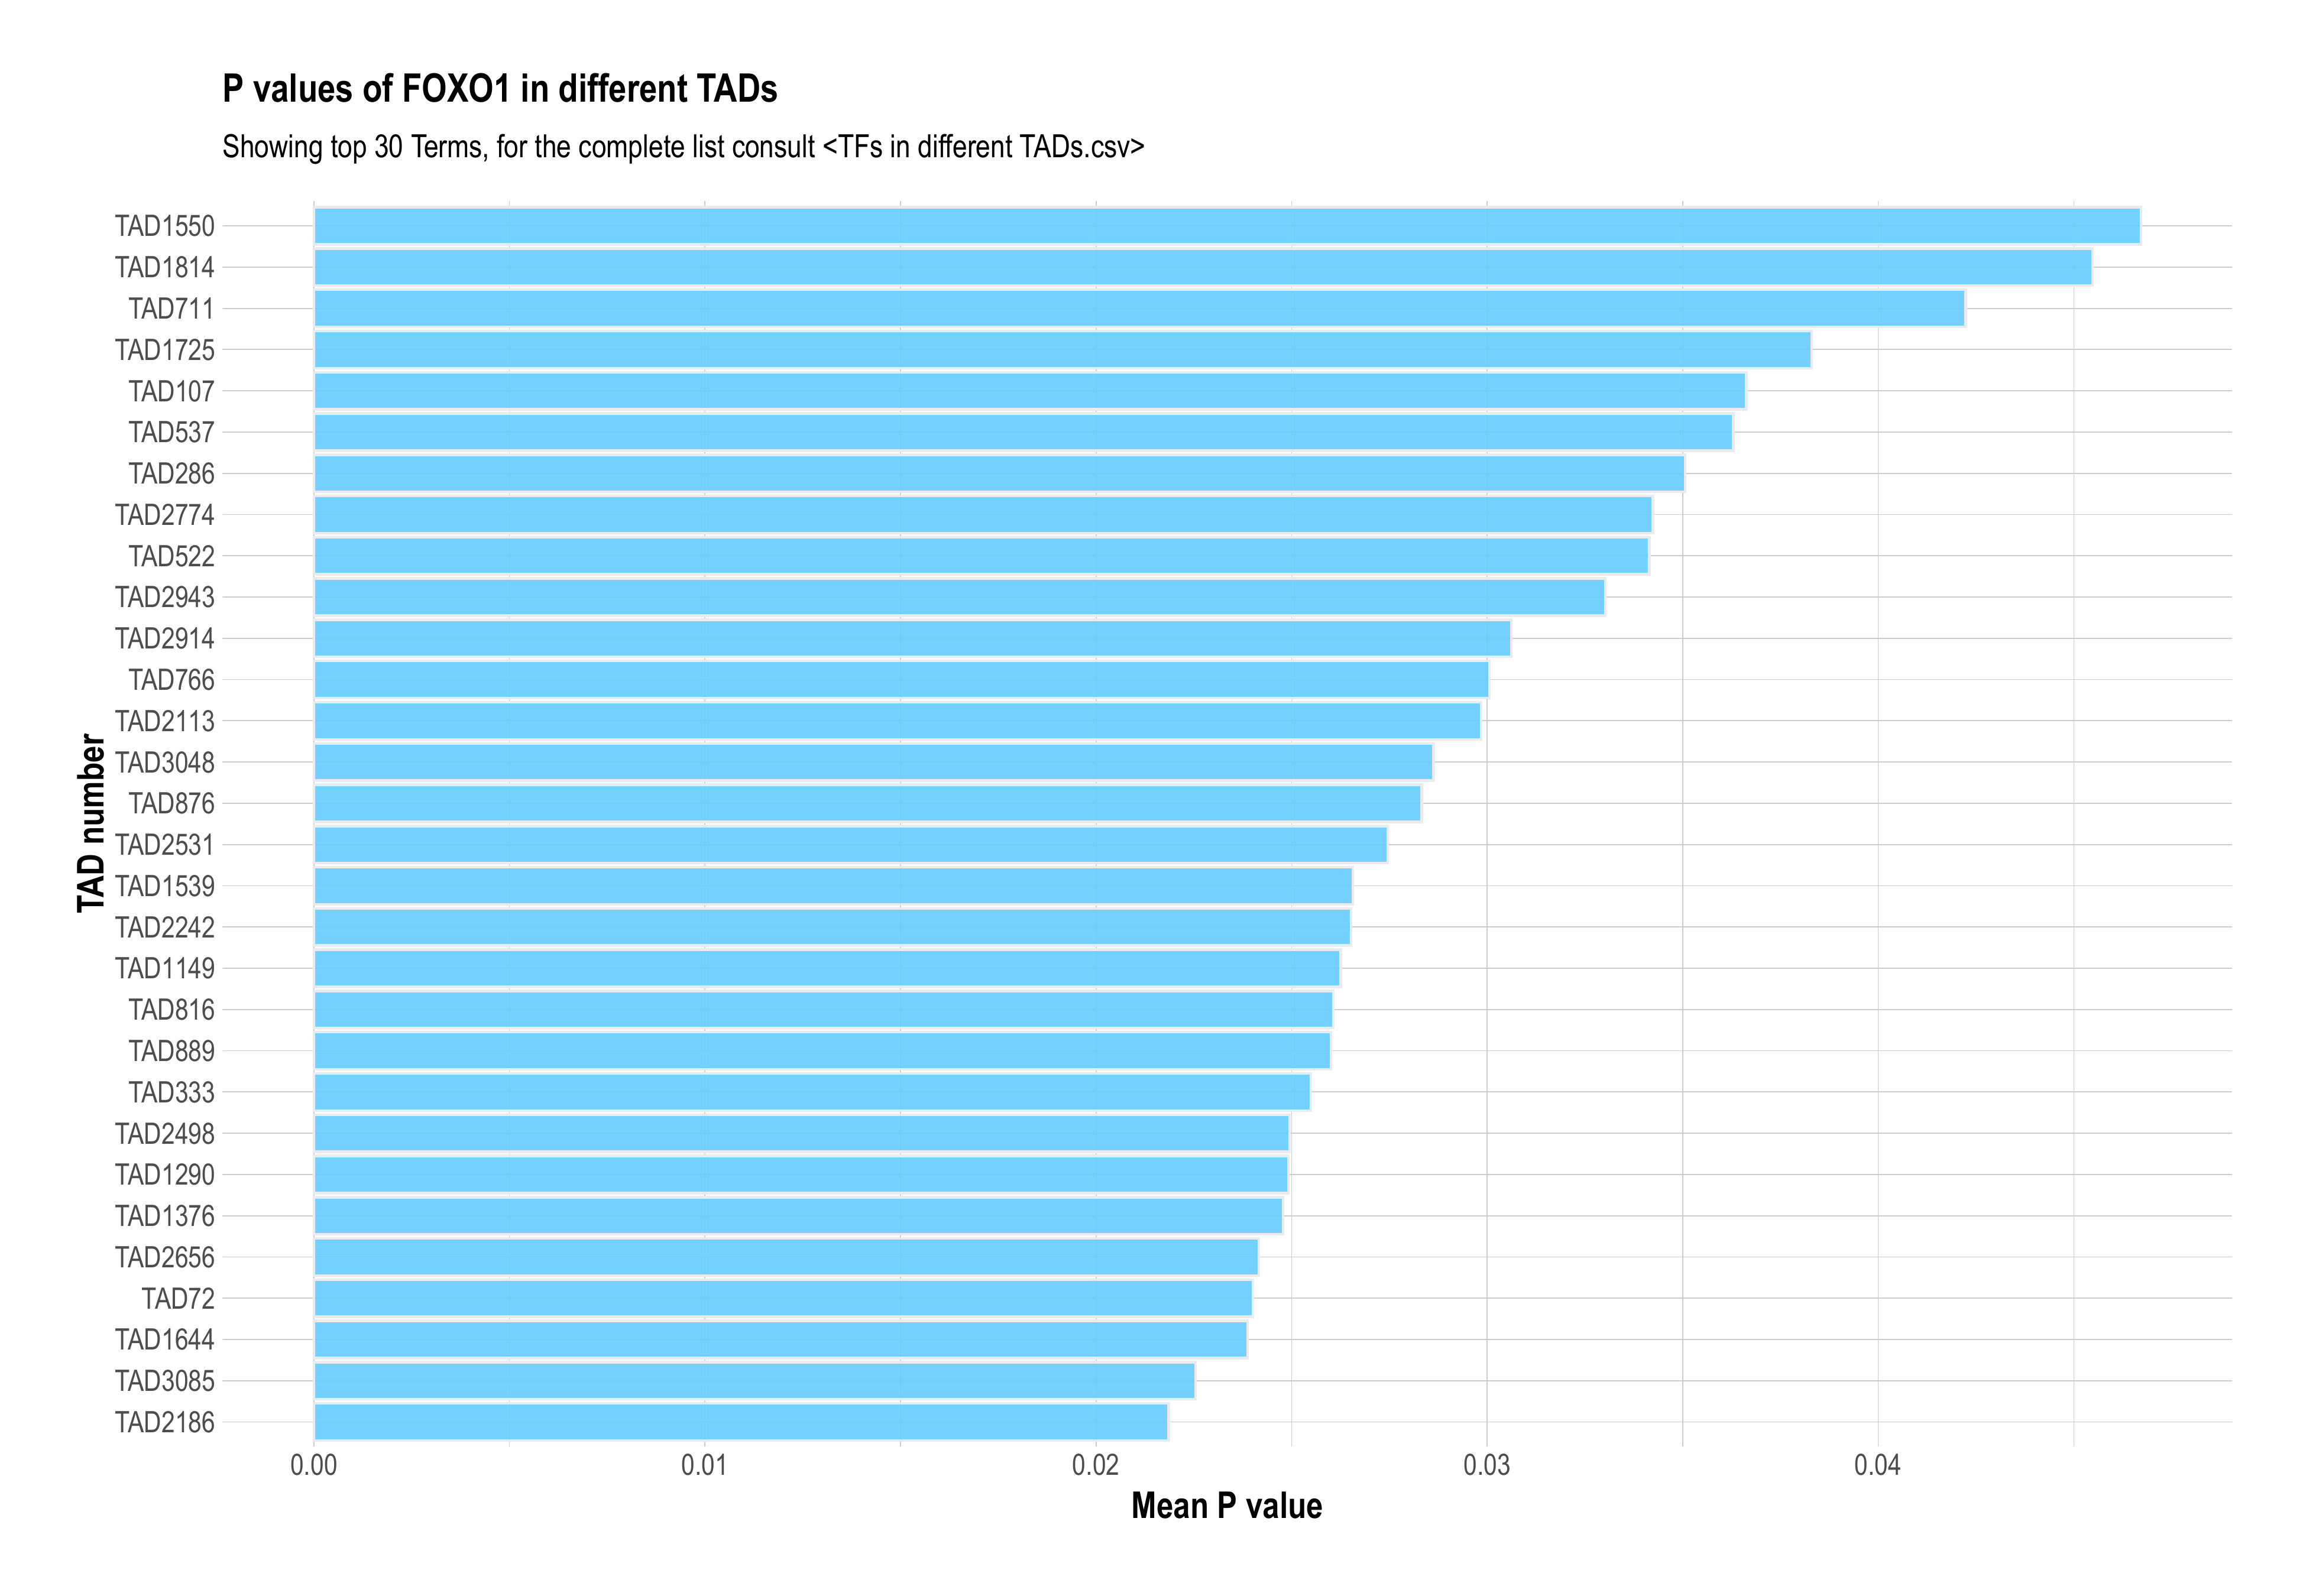 P values of FOXO1 in different TADs
Showing top 30 Terms, for the complete list consult <TFs in different TADs.csv>
TAD number
TAD1550
TAD1814
TAD711
TAD1725
TAD107
TAD537
TAD286
TAD2774
TAD522
TAD2943
TAD2914
TAD766
TAD2113
TAD3048
TAD876
TAD2531
TAD1539
TAD2242
TAD1149
TAD816
TAD889
TAD333
TAD2498
TAD1290
TAD1376
TAD2656
TAD72
TAD1644
TAD3085
TAD2186
0.00 0.01 0.02 0.03 0.04
Mean P value